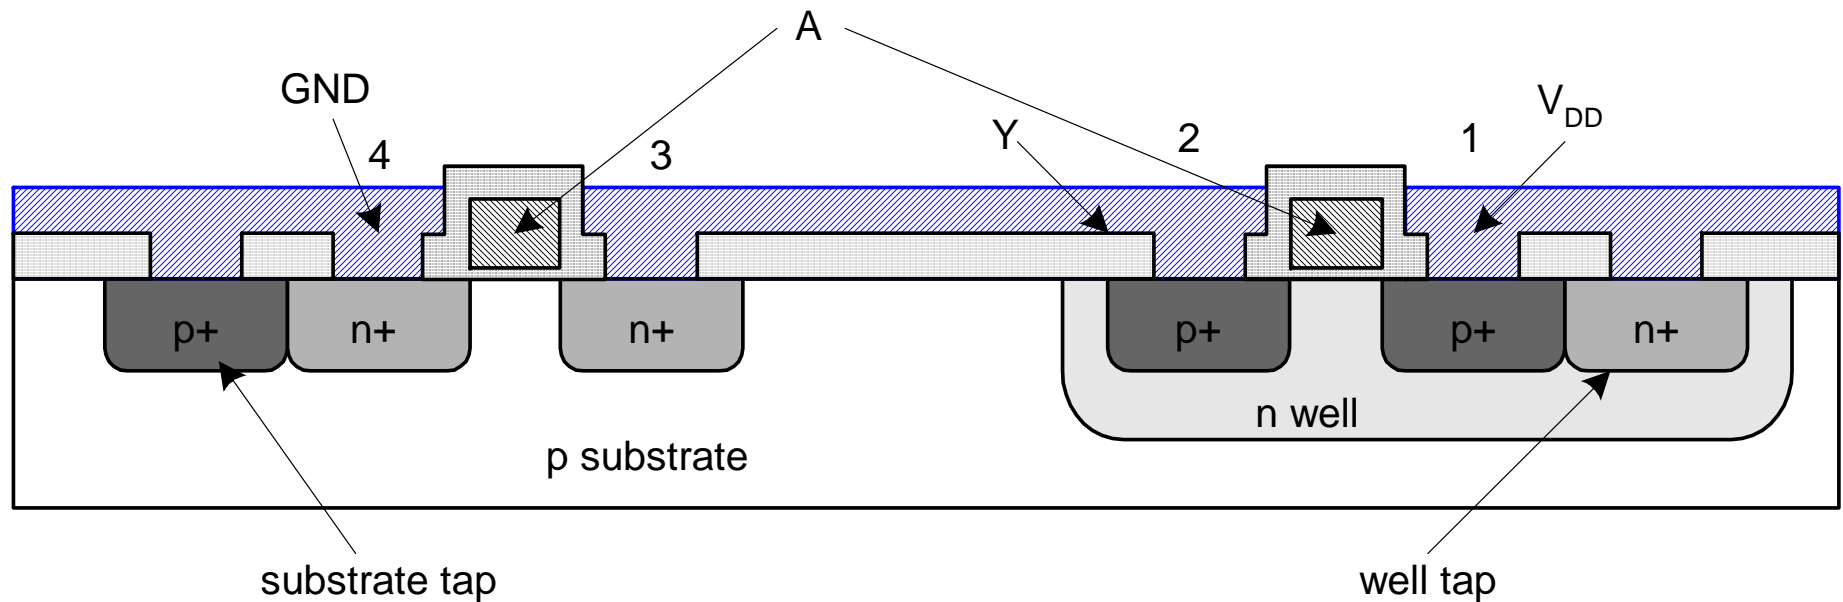 A
GND
V_DD
4
3
Y
2
1
p+
n+
n+
p+
p+
n+
n well
p substrate
substrate tap
well tap